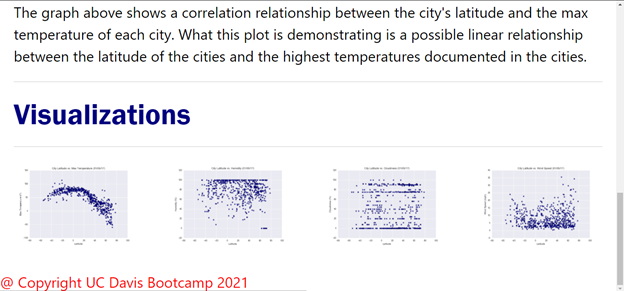 The graph above shows a correlation relationship between the city's latitude and the max
temperature of each city. What this plot is demonstrating is a possible linear relationship
between the latitude of the cities and the highest temperatures documented in the cities.
Visualizations
@ Copyright UC Davis Bootcamp 2021